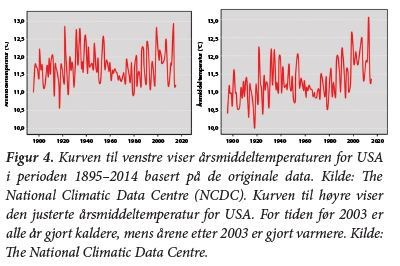 Årsmiddeltemperatur (°C)
13,0
12,5
12,0
11,5
11,0
10,5
10,0
1900 1920 1940 1960 1980 2000 2020
Årsmiddeltemperatur (°C)
13,0
12,5
12,0
11,5
11,0
10,5
10,0
1900 1920 1940 1960 1980 2000 2020
Figur 4. Kurven til venstre viser årsmiddeltemperaturen for USA
i perioden 1895–2014 basert på de originale data. Kilde: The
National Climatic Data Centre (NCDC). Kurven til høyre viser
den justerte årsmiddeltemperatur for USA. For tiden før 2003 er
alle år gjort kaldere, mens årene etter 2003 er gjort varmere. Kilde:
The National Climatic Data Centre.